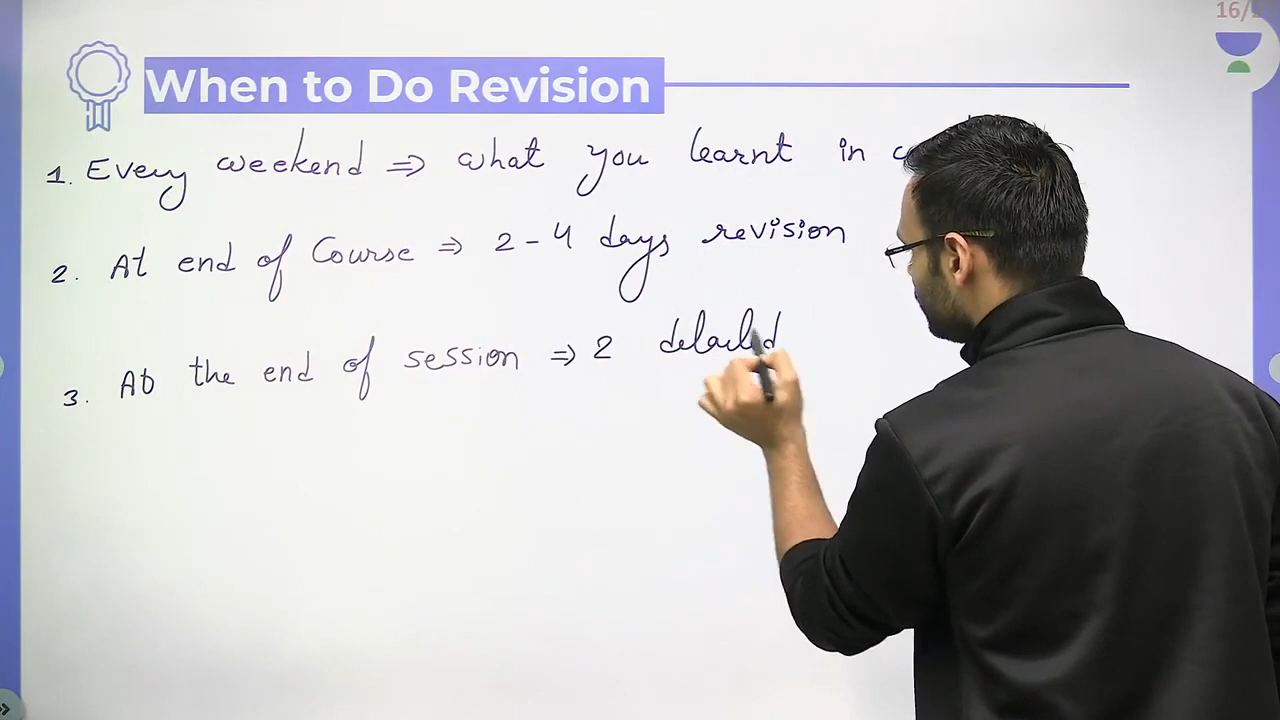 16/
When to Do Revision
1. Every weekend ⇒ what you learnt in
2. At end of Course ⇒ 2-4 days revision
3. At the end of session ⇒ 2 detailed